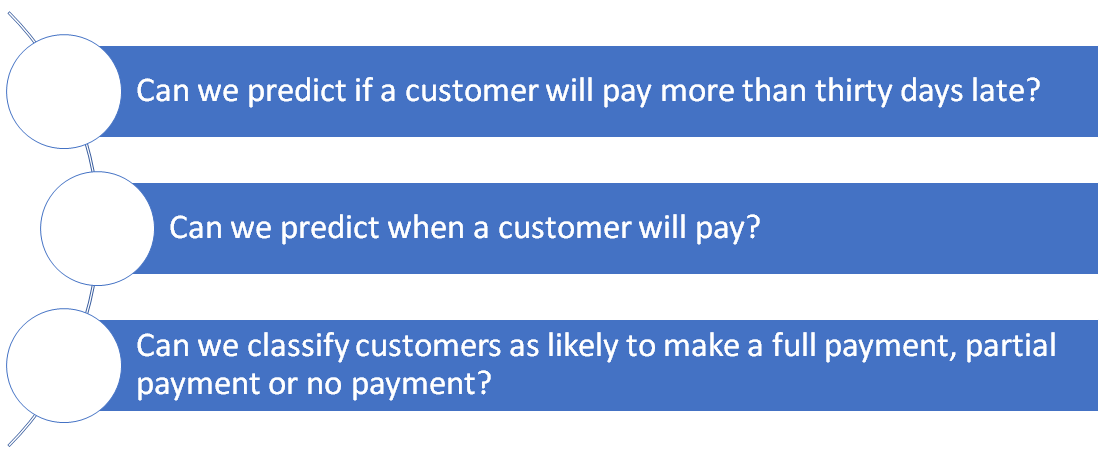 Can we predict if a customer will pay more than thirty days late?
Can we predict when a customer will pay?
Can we classify customers as likely to make a full payment, partial
payment or no payment?